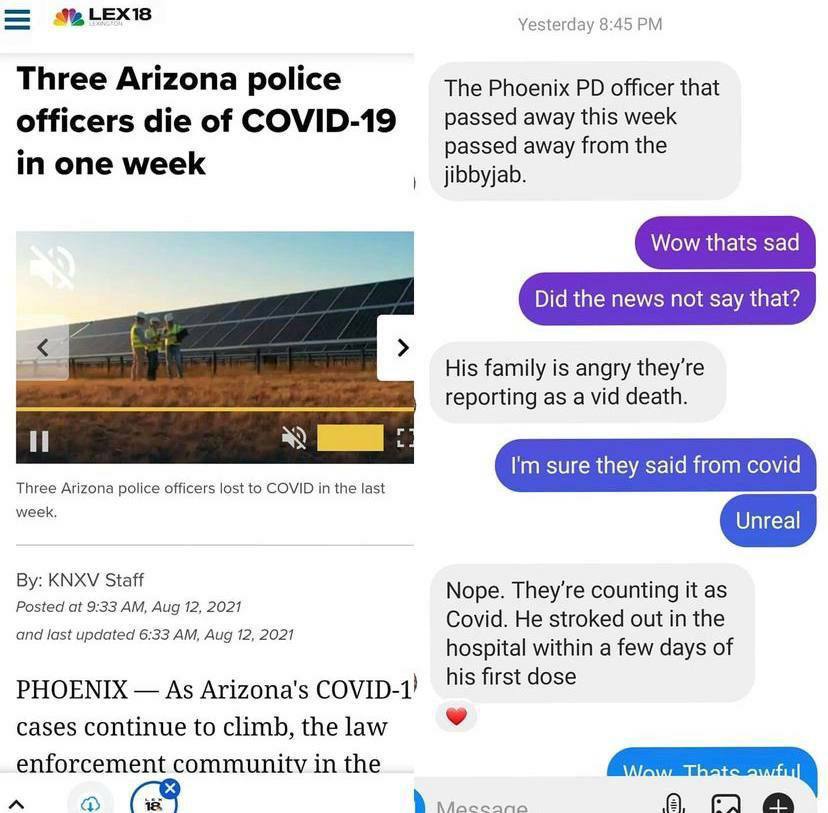 LEX18
LEXINGTON
Three Arizona police
officers die of COVID-19
in one week
Three Arizona police officers lost to COVID in the last
week.
By: KNXV Staff
Posted at 9:33 AM, Aug 12, 2021
and last updated 6:33 AM, Aug 12, 2021
PHOENIX — As Arizona's COVID-1
cases continue to climb, the law
enforcement community in the
18
Yesterday 8:45 PM
The Phoenix PD officer that
passed away this week
passed away from the
jibbyjab.
Wow thats sad
Did the news not say that?
His family is angry they're
reporting as a vid death.
I'm sure they said from covid
Unreal
Nope. They're counting it as
Covid. He stroked out in the
hospital within a few days of
his first dose
Wow. Thats awful
Message